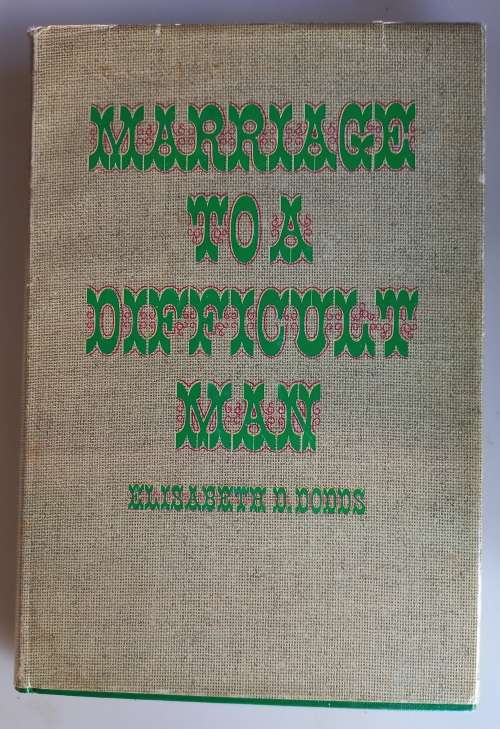 MARRIAGE
TO A
DIFFICULT
MAN
ELISABETH D. DODDS